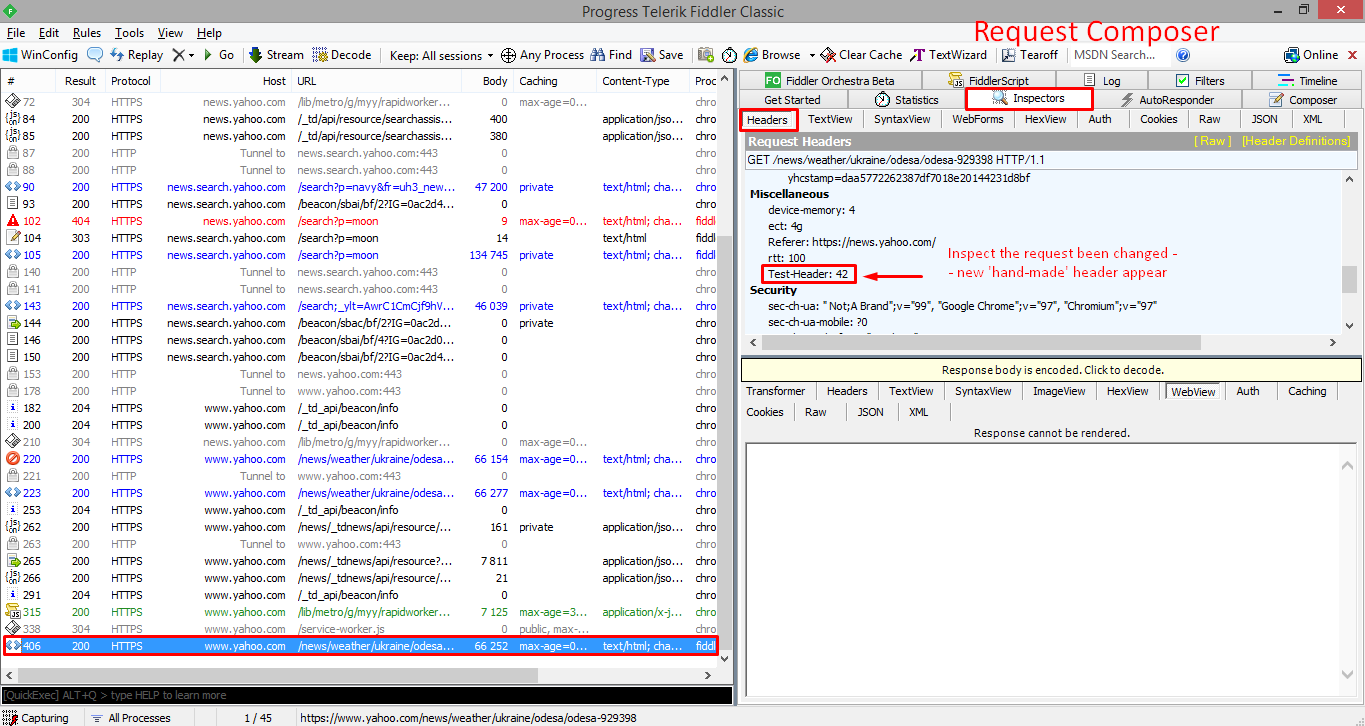 Progress Telerik Fiddler Classic
File Edit Rules Tools View Help
Request Composer
WinConfig Replay Go Stream Decode Keep: All sessions Any Process Find Save Browse Clear Cache TextWizard Tearoff MSDN Search... Online
# Result Protocol Host URL Body Caching Content-Type Proc
72 304 HTTPS news.yahoo.com /lib/metro/g/myy/rapidworker... 0 max-age=0... chro
84 200 HTTPS news.yahoo.com /_td/api/resource/searchassis... 400 application/jso... chro
85 200 HTTPS news.yahoo.com /_td/api/resource/searchassis... 380 application/jso... chro
87 200 HTTP Tunnel to news.search.yahoo.com:443 0 chro
88 200 HTTP Tunnel to news.search.yahoo.com:443 0 chro
90 200 HTTPS news.search.yahoo.com /search?p=navy&fr=uh3_new... 47 200 private text/html; cha... chro
93 200 HTTPS news.search.yahoo.com /beacon/sbai/bf/2?IG=0ac2d4... 0 chro
102 404 HTTPS news.yahoo.com /search?p=moon 9 max-age=0... text/html; cha... fiddl
104 303 HTTPS news.search.yahoo.com /search?p=moon 14 text/html fiddl
105 200 HTTPS news.search.yahoo.com /search?p=moon 134 745 private text/html; cha... fiddl
140 200 HTTP Tunnel to news.search.yahoo.com:443 0 chro
141 200 HTTP Tunnel to news.search.yahoo.com:443 0 chro
143 200 HTTPS news.search.yahoo.com /search;_ylt=AwrC1CmCjf9hV... 46 039 private text/html; cha... chro
144 200 HTTPS news.search.yahoo.com /beacon/sbac/bf/2?IG=0ac2d... 0 private chro
146 200 HTTPS news.search.yahoo.com /beacon/sbai/bf/4?IG=0ac2d4... 0 chro
150 200 HTTPS news.search.yahoo.com /beacon/sbai/bf/2?IG=0ac2d4... 0 chro
153 200 HTTP Tunnel to news.yahoo.com:443 0 chro
178 200 HTTP Tunnel to www.yahoo.com:443 0 chro
182 204 HTTPS www.yahoo.com /_td_api/beacon/info 0 chro
200 204 HTTPS www.yahoo.com /_td_api/beacon/info 0 chro
210 304 HTTPS news.yahoo.com /lib/metro/g/myy/rapidworker... 0 max-age=0... chro
220 200 HTTPS www.yahoo.com /news/weather/ukraine/odesa... 66 154 max-age=0... text/html; cha... chro
221 200 HTTP Tunnel to www.yahoo.com:443 0 chro
223 200 HTTPS www.yahoo.com /news/weather/ukraine/odesa... 66 277 max-age=0... text/html; cha... chro
253 204 HTTPS www.yahoo.com /_td_api/beacon/info 0 chro
262 200 HTTPS www.yahoo.com /news/_tdnews/api/resource/... 161 private application/jso... chro
263 200 HTTP Tunnel to www.yahoo.com:443 0 chro
265 200 HTTPS www.yahoo.com /news/_tdnews/api/resource?... 7 811 application/jso... chro
266 200 HTTPS www.yahoo.com /news/_tdnews/api/resource/... 21 application/jso... chro
291 204 HTTPS www.yahoo.com /_td_api/beacon/info 0 chro
315 200 HTTPS www.yahoo.com /lib/metro/g/myy/rapidworker... 7 125 max-age=3... application/x-j... chro
338 304 HTTPS www.yahoo.com /service-worker.js 0 public, max-... chro
406 200 HTTPS www.yahoo.com /news/weather/ukraine/odesa... 66 252 max-age=0... text/html; cha... fiddl
[QuickExec] ALT+Q > type HELP to learn more
FO Fiddler Orchestra Beta FiddlerScript Log Filters Timeline
Get Started Statistics Inspectors AutoResponder Composer
Headers TextView SyntaxView WebForms HexView Auth Cookies Raw JSON XML
Request Headers [ Raw ] [Header Definitions]
GET /news/weather/ukraine/odesa/odesa-929398 HTTP/1.1
yhcstamp=daa5772262387df7018e20144231d8bf
Miscellaneous
device-memory: 4
ect: 4g
Referer: https://news.yahoo.com/
rtt: 100
Test-Header: 42
Inspect the request been changed -
- new 'hand-made' header appear
Security
sec-ch-ua: " Not;A Brand";v="99", "Google Chrome";v="97", "Chromium";v="97"
sec-ch-ua-mobile: ?0
Response body is encoded. Click to decode.
Transformer Headers TextView SyntaxView ImageView HexView WebView Auth Caching
Cookies Raw JSON XML
Response cannot be rendered.
Capturing All Processes 1 / 45 https://www.yahoo.com/news/weather/ukraine/odesa/odesa-929398